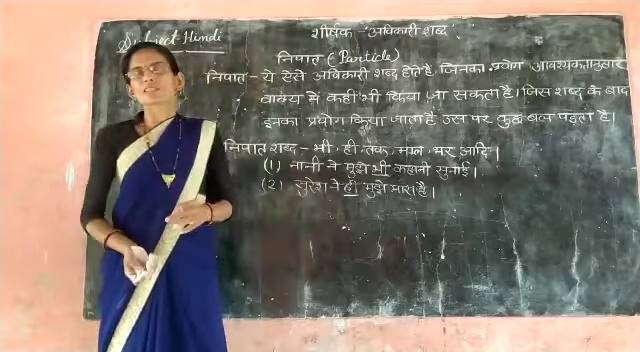 Subject Hindi
शीर्षक - अविकारी शब्द
निपात (Particle)
निपात - ये ऐसे अविकारी शब्द होते है, जिनका प्रयोग आवश्यकतानुसार
वाक्य में कहीं भी किया जा सकता है। जिस शब्द के बाद
इनका प्रयोग किया जाता है उस पर कुछ बल पड़ता है।
निपात शब्द - भी, ही, तक, मात्र, भर आदि।
(1) नानी ने मुझे भी कहानी सुनाई।
(2) सुरेश ने ही मुझे मारा है।